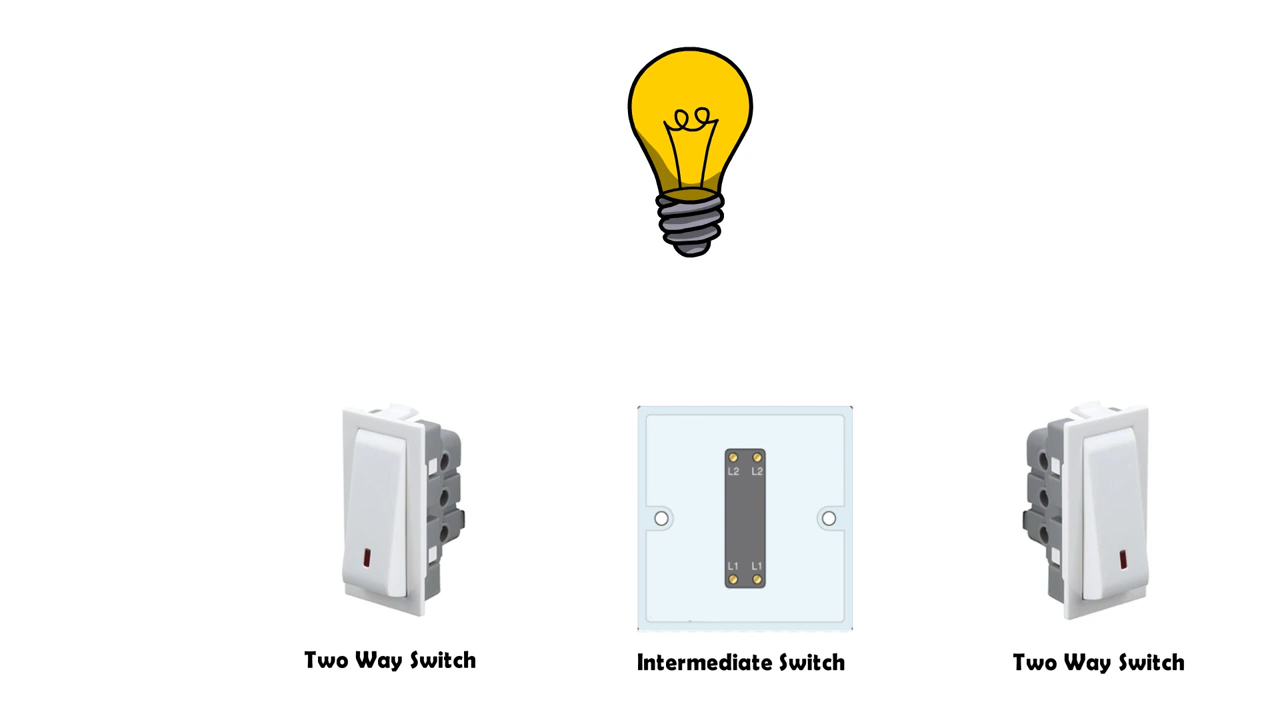 L2 L2
L1 L1
Two Way Switch
Intermediate Switch
Two Way Switch